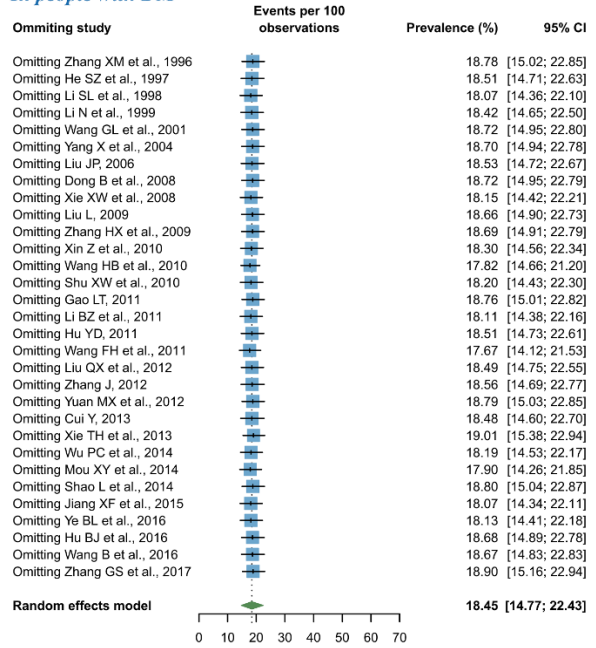 in people with DM
Events per 100
Ommiting study observations Prevalence (%) 95% CI
Omitting Zhang XM et al., 1996 18.78 [15.02; 22.85]
Omitting He SZ et al., 1997 18.51 [14.71; 22.63]
Omitting Li SL et al., 1998 18.07 [14.36; 22.10]
Omitting Li N et al., 1999 18.42 [14.65; 22.50]
Omitting Wang GL et al., 2001 18.72 [14.95; 22.80]
Omitting Yang X et al., 2004 18.70 [14.94; 22.78]
Omitting Liu JP, 2006 18.53 [14.72; 22.67]
Omitting Dong B et al., 2008 18.72 [14.95; 22.79]
Omitting Xie XW et al., 2008 18.15 [14.42; 22.21]
Omitting Liu L, 2009 18.66 [14.90; 22.73]
Omitting Zhang HX et al., 2009 18.69 [14.91; 22.79]
Omitting Xin Z et al., 2010 18.30 [14.56; 22.34]
Omitting Wang HB et al., 2010 17.82 [14.66; 21.20]
Omitting Shu XW et al., 2010 18.20 [14.43; 22.30]
Omitting Gao LT, 2011 18.76 [15.01; 22.82]
Omitting Li BZ et al., 2011 18.11 [14.38; 22.16]
Omitting Hu YD, 2011 18.51 [14.73; 22.61]
Omitting Wang FH et al., 2011 17.67 [14.12; 21.53]
Omitting Liu QX et al., 2012 18.49 [14.75; 22.55]
Omitting Zhang J, 2012 18.56 [14.69; 22.77]
Omitting Yuan MX et al., 2012 18.79 [15.03; 22.85]
Omitting Cui Y, 2013 18.48 [14.60; 22.70]
Omitting Xie TH et al., 2013 19.01 [15.38; 22.94]
Omitting Wu PC et al., 2014 18.19 [14.53; 22.17]
Omitting Mou XY et al., 2014 17.90 [14.26; 21.85]
Omitting Shao L et al., 2014 18.80 [15.04; 22.87]
Omitting Jiang XF et al., 2015 18.07 [14.34; 22.11]
Omitting Ye BL et al., 2016 18.13 [14.41; 22.18]
Omitting Hu BJ et al., 2016 18.68 [14.89; 22.78]
Omitting Wang B et al., 2016 18.67 [14.83; 22.83]
Omitting Zhang GS et al., 2017 18.90 [15.16; 22.94]
Random effects model 18.45 [14.77; 22.43]
0 10 20 30 40 50 60 70